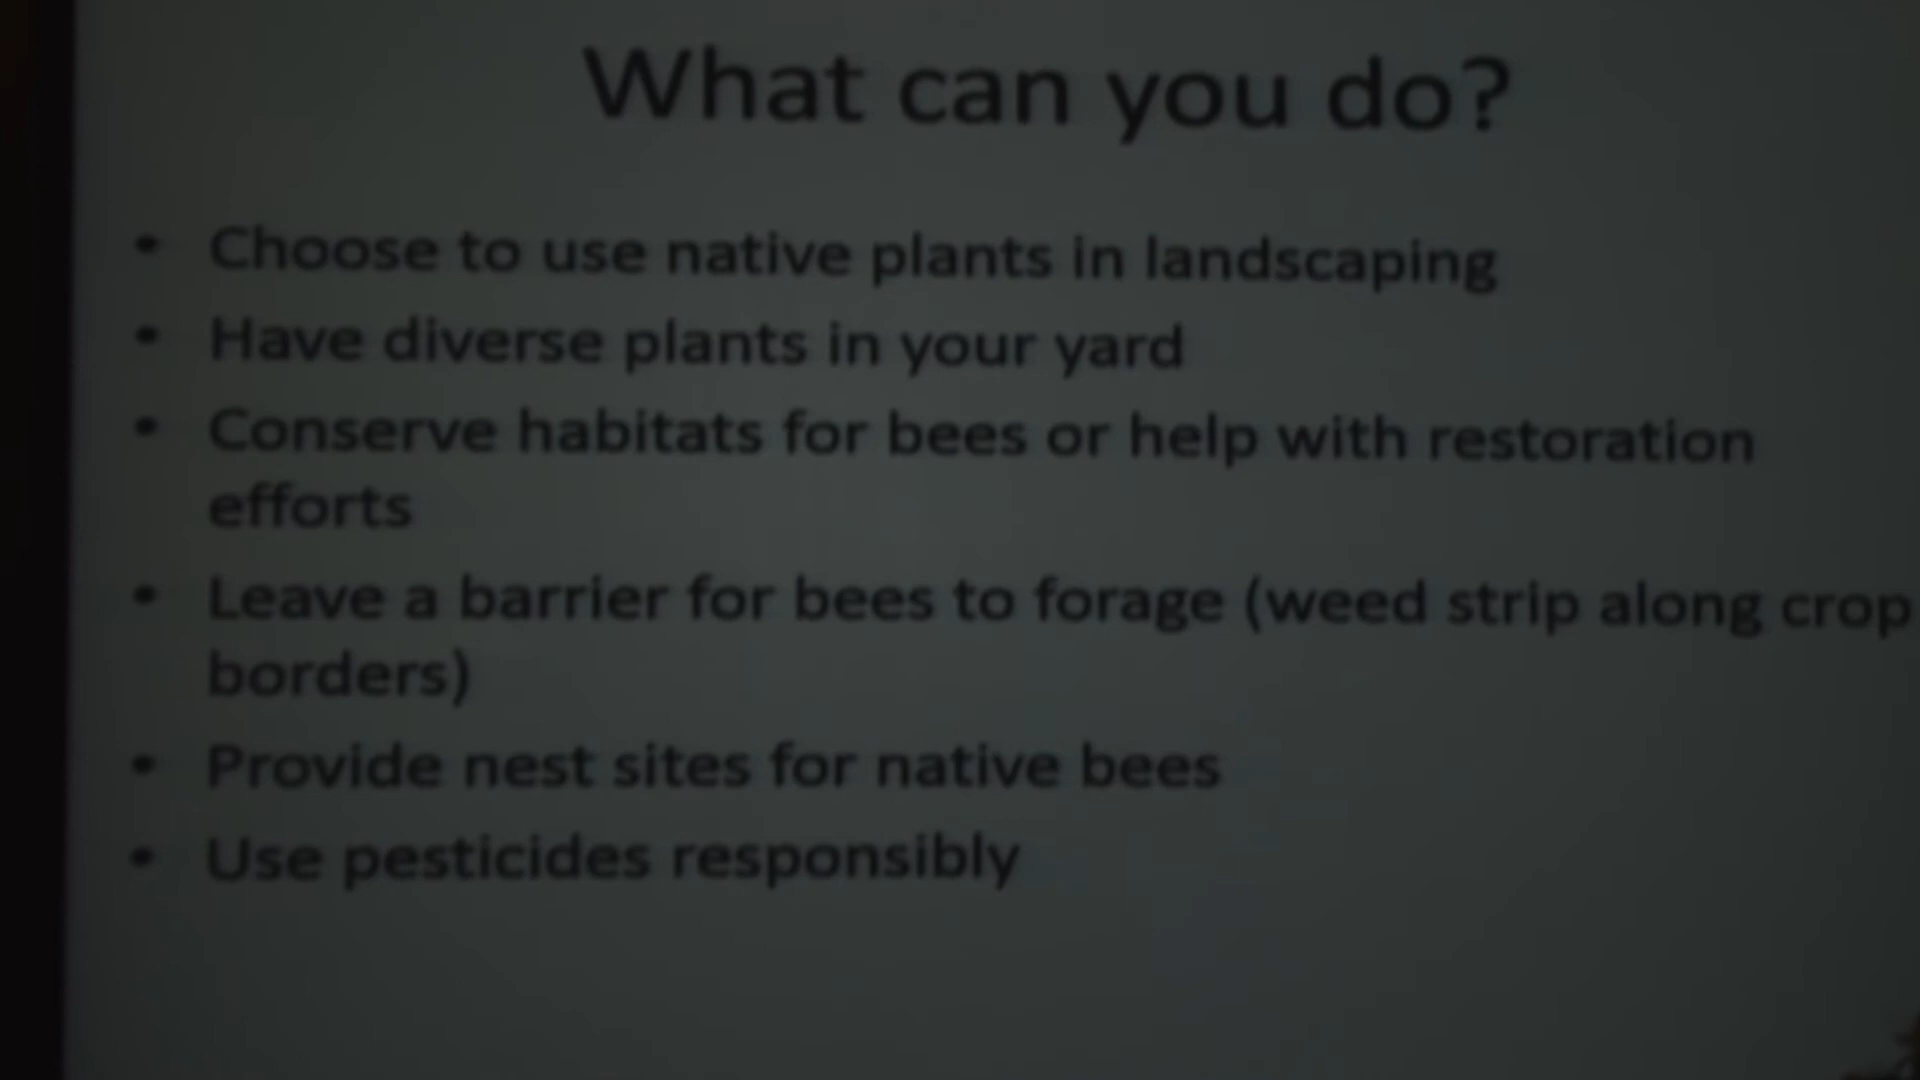 What can you do?
• Choose to use native plants in landscaping
• Have diverse plants in your yard
• Conserve habitats for bees or help with restoration
efforts
• Leave a barrier for bees to forage (weed strip along crop
borders)
• Provide nest sites for native bees
• Use pesticides responsibly